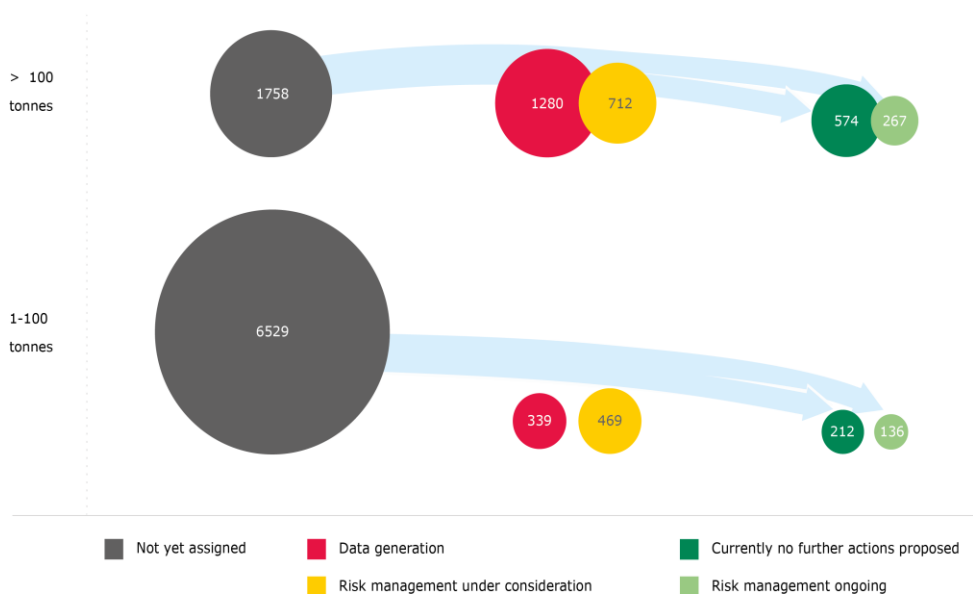 > 100
tonnes
1758
1280
712
574
267
1-100
tonnes
6529
339
469
212
136
Not yet assigned
Data generation
Currently no further actions proposed
Risk management under consideration
Risk management ongoing